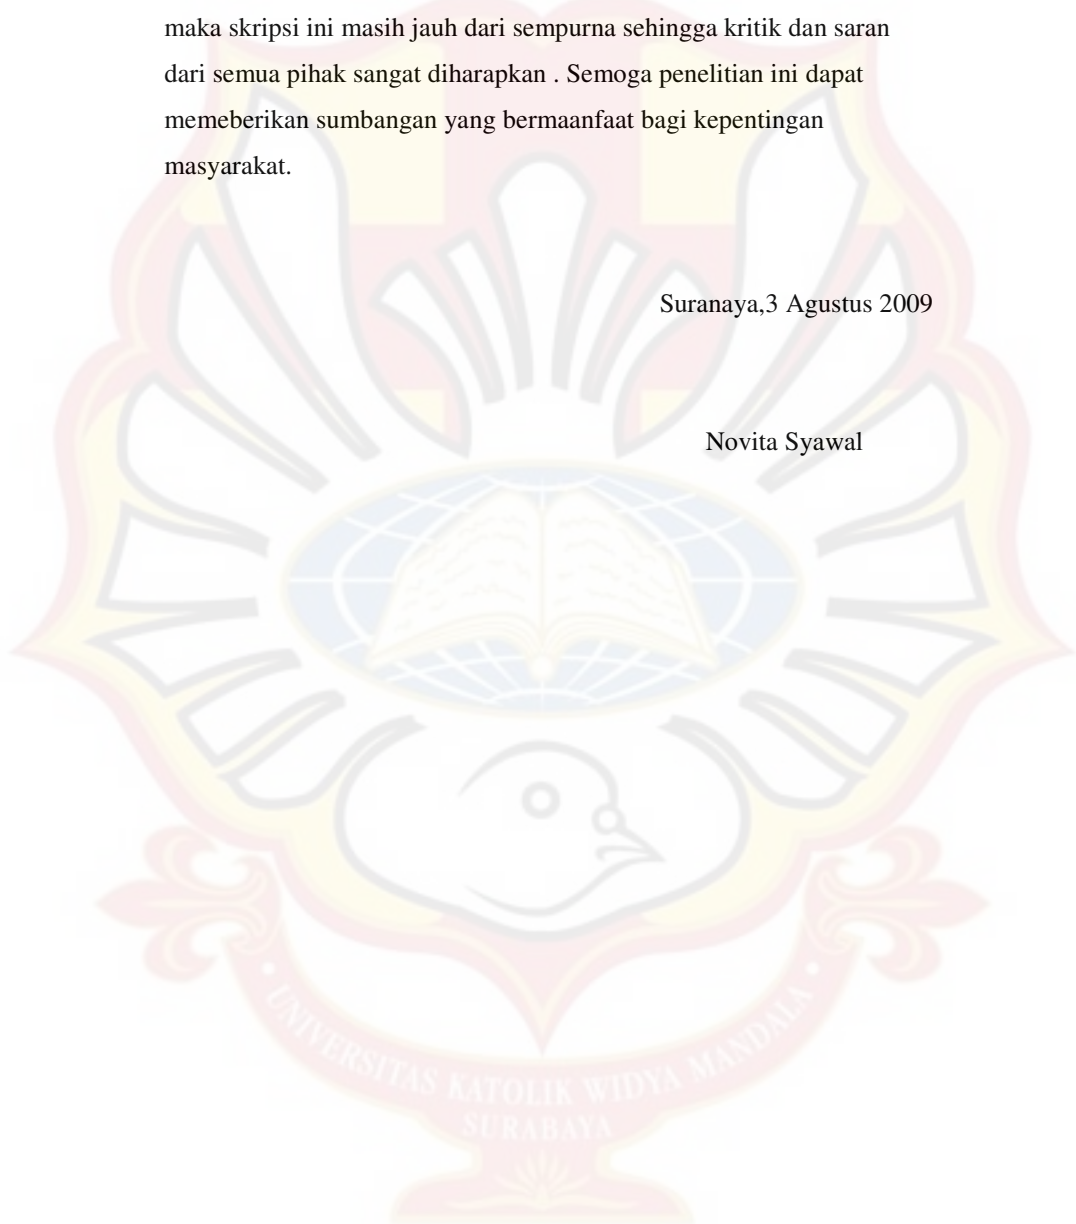 maka skripsi ini masih jauh dari sempurna sehingga kritik dan saran
dari semua pihak sangat diharapkan . Semoga penelitian ini dapat
memeberikan sumbangan yang bermaanfaat bagi kepentingan
masyarakat.
Suranaya,3 Agustus 2009
Novita Syawal
• UNIVERSITAS KATOLIK WIDYA MANDALA •
SURABAYA